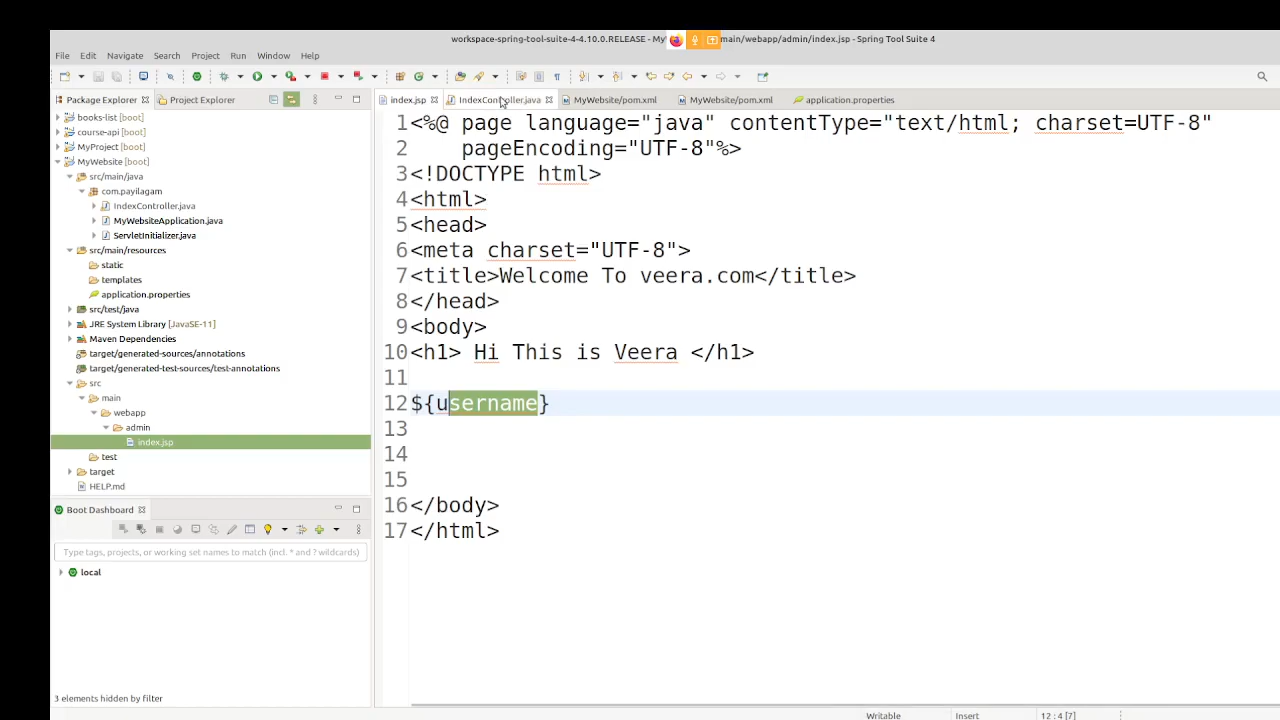 workspace-spring-tool-suite-4-4.10.0.RELEASE - My main/webapp/admin/index.jsp - Spring Tool Suite 4
File Edit Navigate Search Project Run Window Help
Package Explorer Project Explorer
index.jsp IndexController.java MyWebsite/pom.xml MyWebsite/pom.xml application.properties
books-list [boot]
course-api [boot]
MyProject [boot]
MyWebsite [boot]
src/main/java
com.payilagam
IndexController.java
MyWebsiteApplication.java
ServletInitializer.java
src/main/resources
static
templates
application.properties
src/test/java
JRE System Library [JavaSE-11]
Maven Dependencies
target/generated-sources/annotations
target/generated-test-sources/test-annotations
src
main
webapp
admin
index.jsp
test
target
HELP.md
1<%@ page language="java" contentType="text/html; charset=UTF-8"
2 pageEncoding="UTF-8"%>
3<!DOCTYPE html>
4<html>
5<head>
6<meta charset="UTF-8">
7<title>Welcome To veera.com</title>
8</head>
9<body>
10<h1> Hi This is Veera </h1>
11
12${username}
13
14
15
16</body>
17</html>
Boot Dashboard
Type tags, projects, or working set names to match (incl. * and ? wildcards)
local
3 elements hidden by filter
Writable Insert 12 : 4 [7]